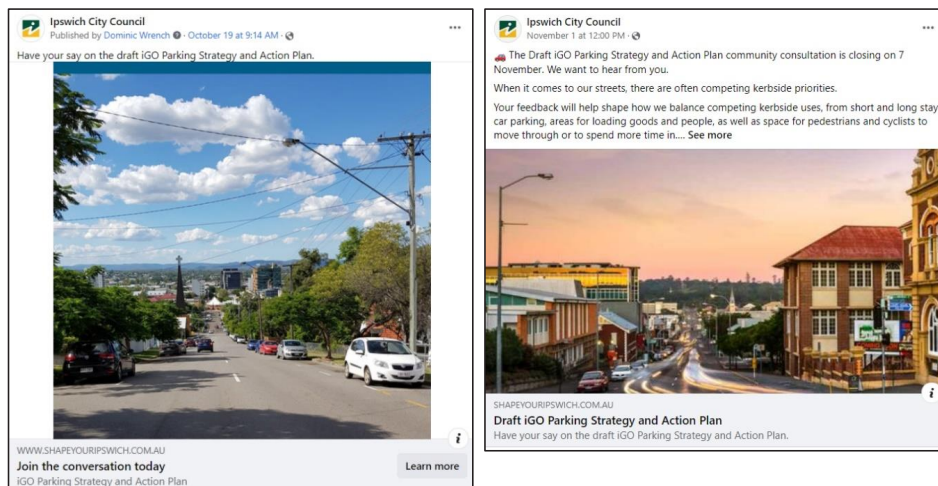 Ipswich City Council
Published by Dominic Wrench · October 19 at 9:14 AM ·
Have your say on the draft iGO Parking Strategy and Action Plan.
WWW.SHAPEYOURIPSWICH.COM.AU
Join the conversation today
Learn more
iGO Parking Strategy and Action Plan
Ipswich City Council
November 1 at 12:00 PM ·
🚗 The Draft iGO Parking Strategy and Action Plan community consultation is closing on 7
November. We want to hear from you.
When it comes to our streets, there are often competing kerbside priorities.
Your feedback will help shape how we balance competing kerbside uses, from short and long stay
car parking, areas for loading goods and people, as well as space for pedestrians and cyclists to
move through or to spend more time in.... See more
SHAPEYOURIPSWICH.COM.AU
Draft iGO Parking Strategy and Action Plan
Have your say on the draft iGO Parking Strategy and Action Plan.